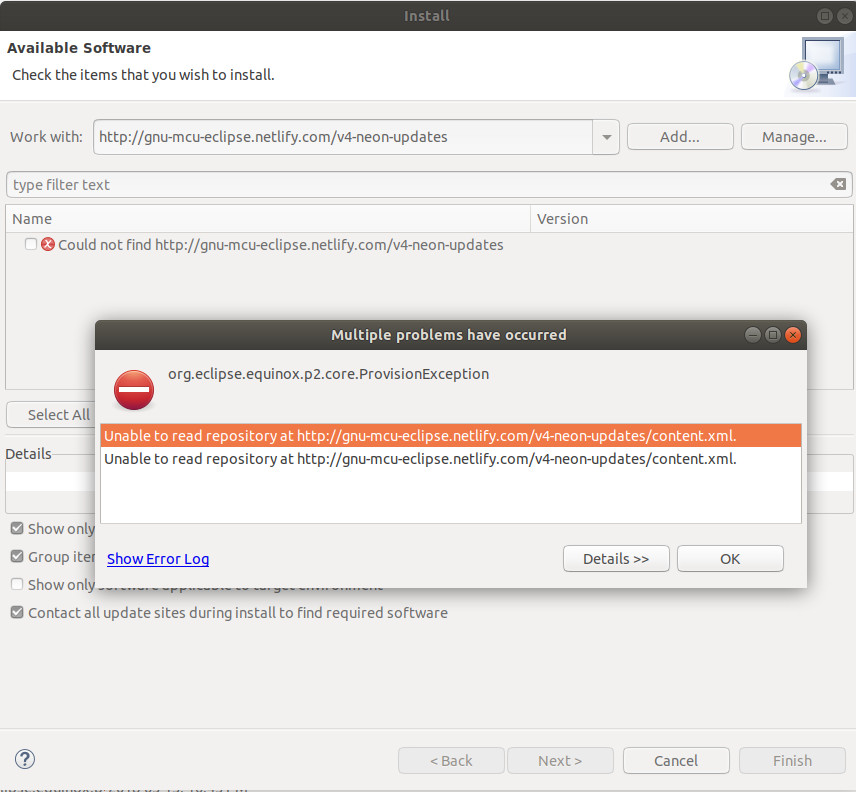 Install
Available Software
Check the items that you wish to install.
Work with: http://gnu-mcu-eclipse.netlify.com/v4-neon-updates Add... Manage...
type filter text
Name Version
Could not find http://gnu-mcu-eclipse.netlify.com/v4-neon-updates
Multiple problems have occurred
org.eclipse.equinox.p2.core.ProvisionException
Select All
Unable to read repository at http://gnu-mcu-eclipse.netlify.com/v4-neon-updates/content.xml.
Details
Unable to read repository at http://gnu-mcu-eclipse.netlify.com/v4-neon-updates/content.xml.
Show only
Group iter
Show Error Log Details >> OK
Show only software applicable to target environment
Contact all update sites during install to find required software
? < Back Next > Cancel Finish